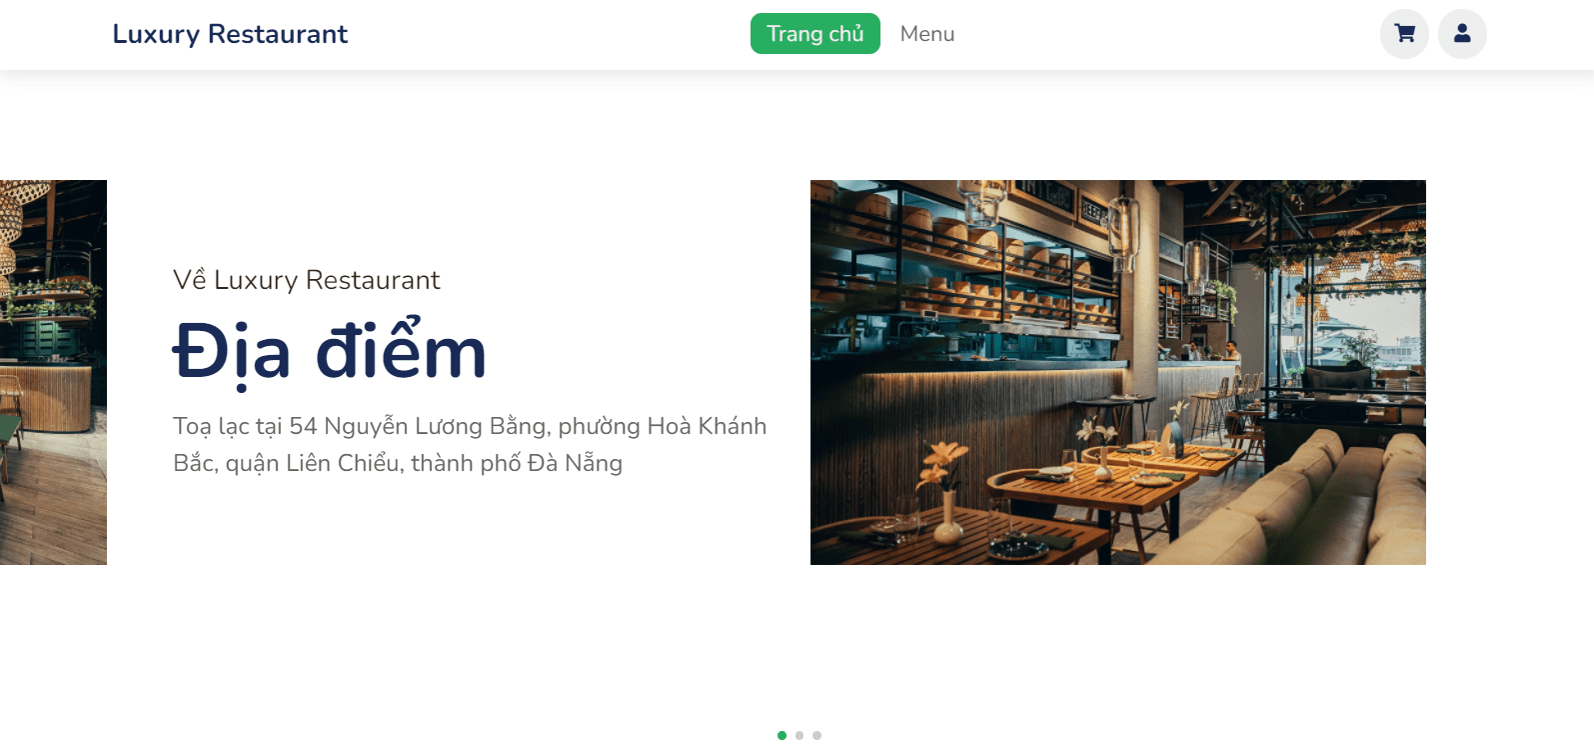 Luxury Restaurant
Trang chủ
Menu
Về Luxury Restaurant
Địa điểm
Toạ lạc tại 54 Nguyễn Lương Bằng, phường Hoà Khánh
Bắc, quận Liên Chiểu, thành phố Đà Nẵng